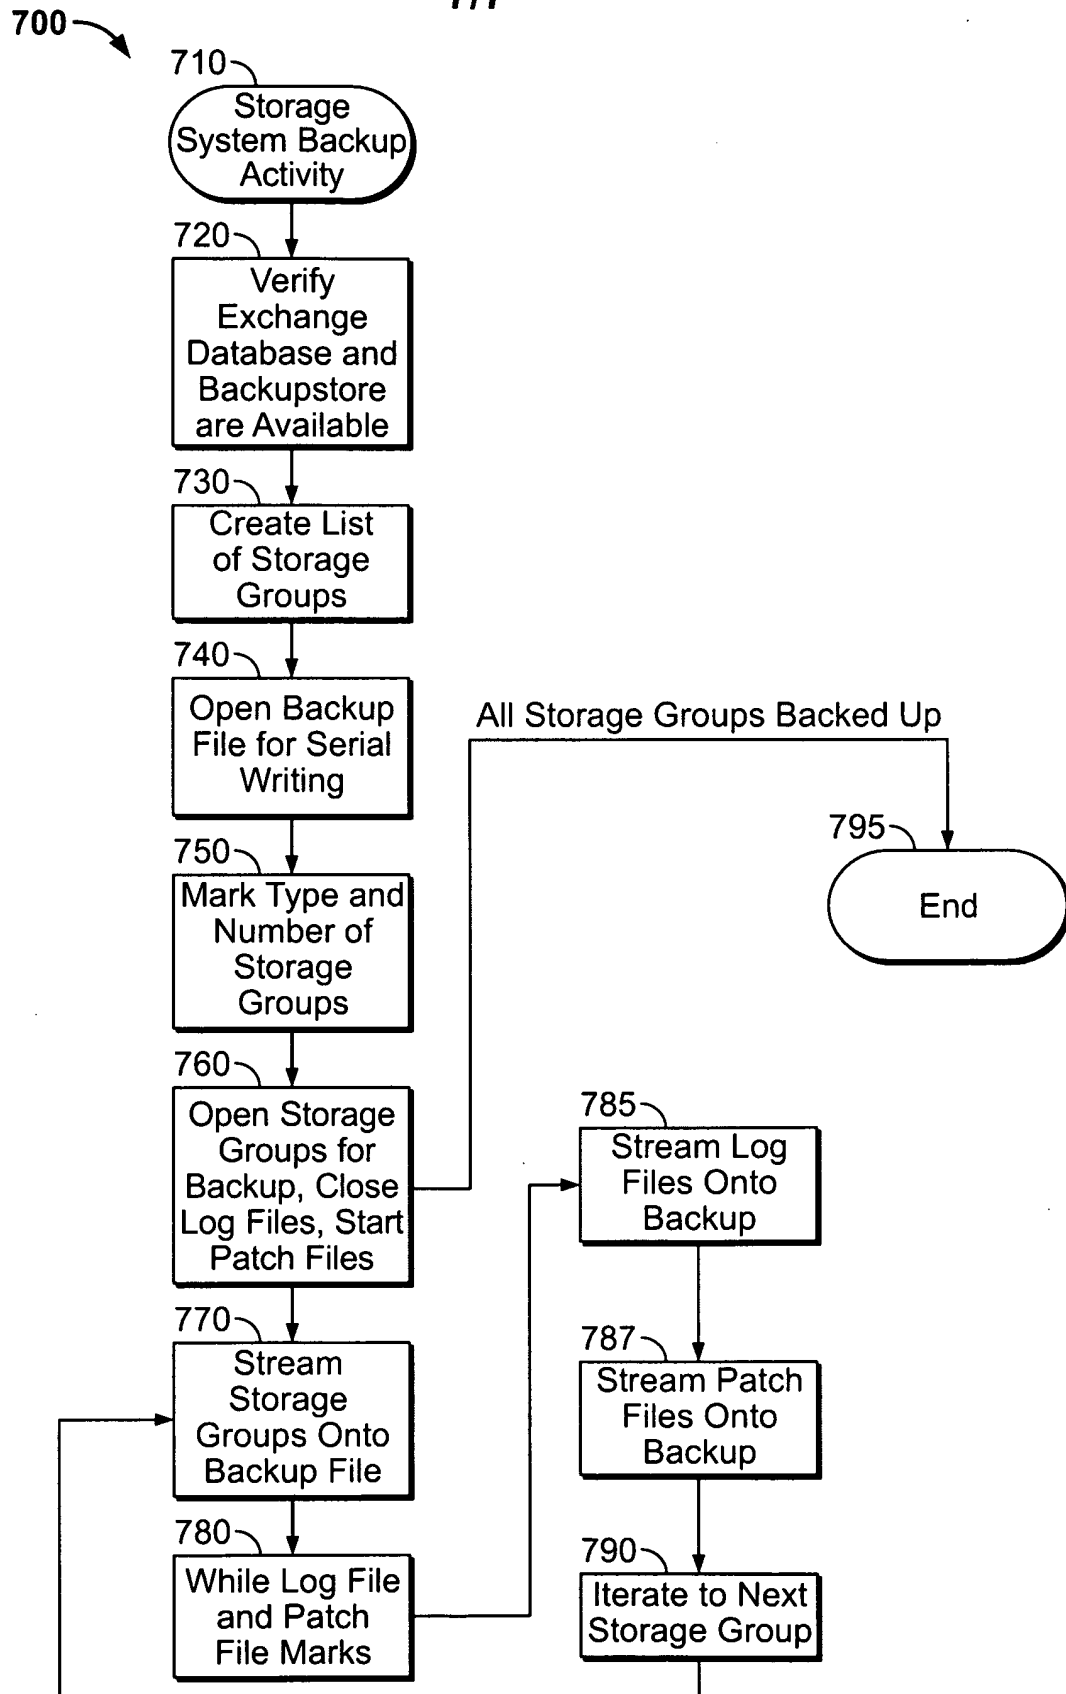 700
710
Storage
System Backup
Activity
720
Verify
Exchange
Database and
Backupstore
are Available
730
Create List
of Storage
Groups
740
Open Backup
File for Serial
Writing
All Storage Groups Backed Up
795
End
750
Mark Type and
Number of
Storage
Groups
760
Open Storage
Groups for
Backup, Close
Log Files, Start
Patch Files
770
Stream
Storage
Groups Onto
Backup File
780
While Log File
and Patch
File Marks
785
Stream Log
Files Onto
Backup
787
Stream Patch
Files Onto
Backup
790
Iterate to Next
Storage Group